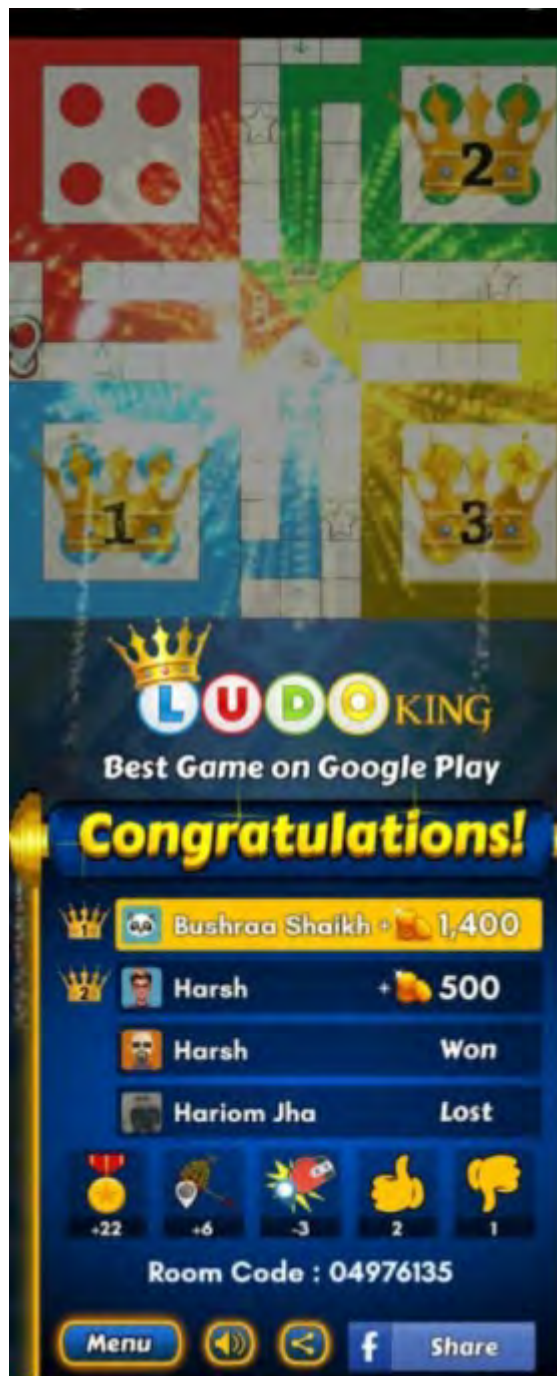 2
1
3
LUDO KING
Best Game on Google Play
Congratulations!
1 Bushraa Shaikh + 1,400
2 Harsh + 500
Harsh Won
Hariom Jha Lost
+22 +6 -3 2 1
Room Code : 04976135
Menu f Share